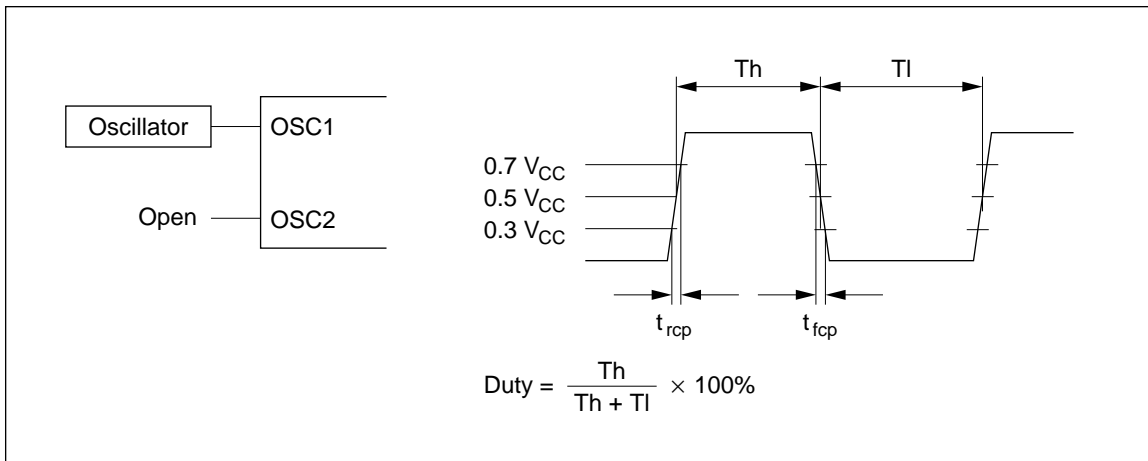 Oscillator
OSC1
Open
OSC2
Th
Tl
0.7 VCC
0.5 VCC
0.3 VCC
trcp
tfcp
Duty = Th / Th + Tl × 100%